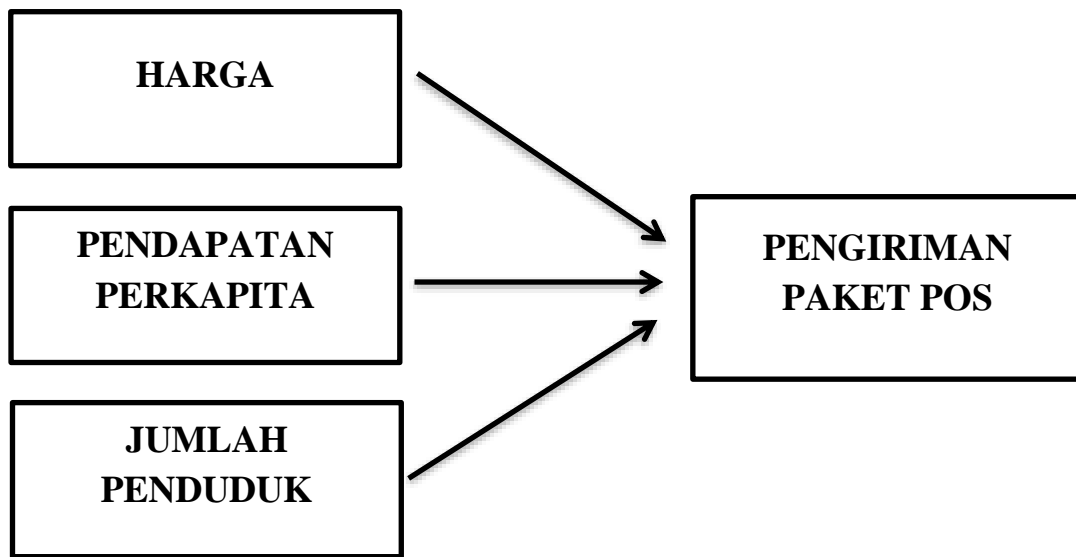 HARGA
PENDAPATAN
PERKAPITA
JUMLAH
PENDUDUK
PENGIRIMAN
PAKET POS